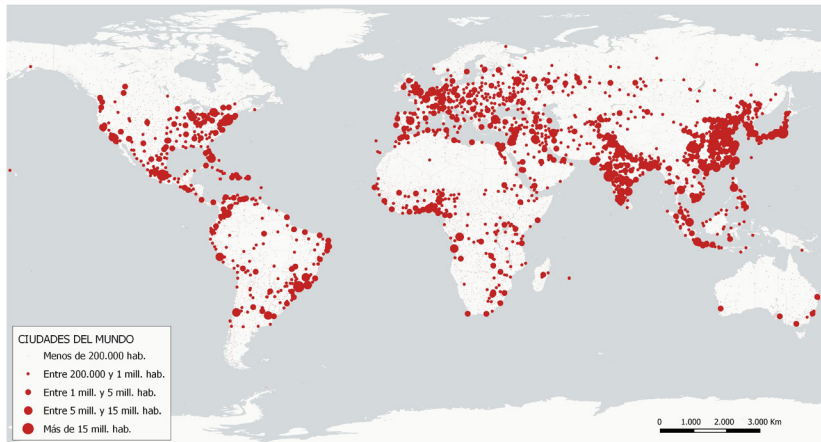 CIUDADES DEL MUNDO
Menos de 200.000 hab.
Entre 200.000 y 1 mill. hab.
Entre 1 mill. y 5 mill. hab.
Entre 5 mill. y 15 mill. hab.
Más de 15 mill. hab.
0 1.000 2.000 3.000 Km